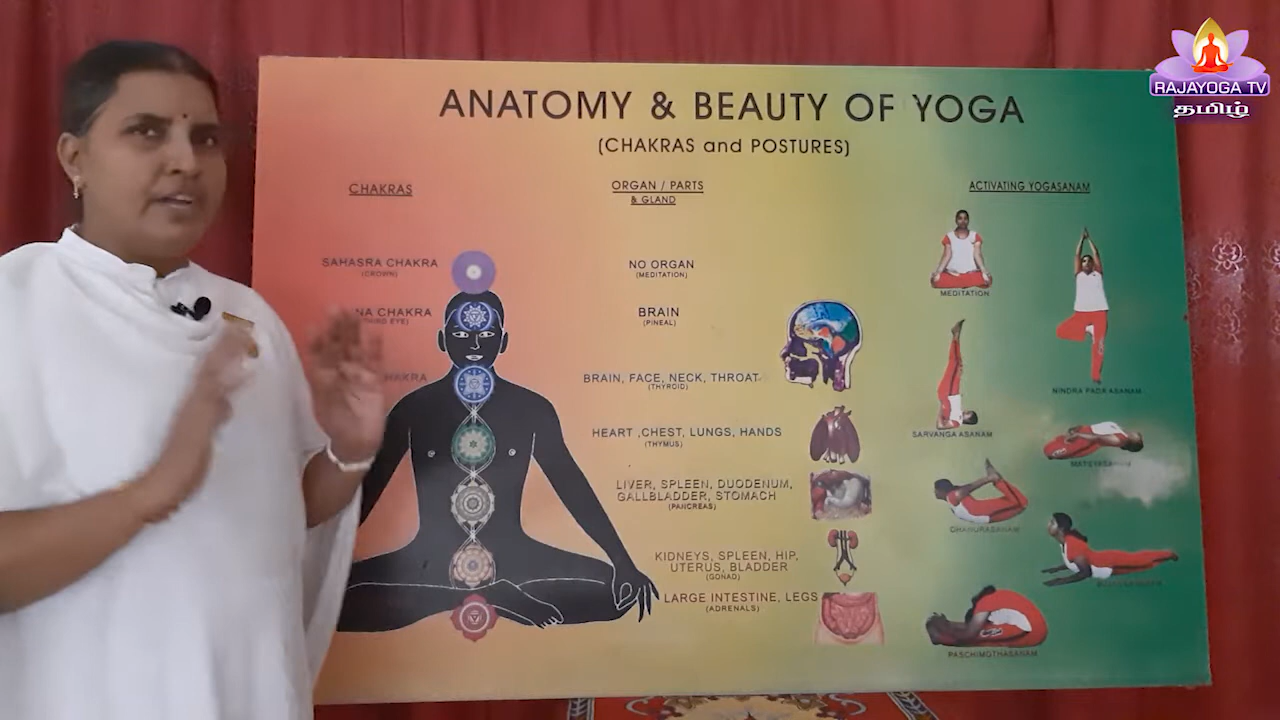 RAJAYOGA TV
தமிழ்
ANATOMY & BEAUTY OF YOGA
(CHAKRAS and POSTURES)
CHAKRAS
ORGAN / PARTS
& GLAND
ACTIVATING YOGASANAM
SAHASRA CHAKRA
(CROWN)
NO ORGAN
(MEDITATION)
MEDITATION
NA CHAKRA
THIRD EYE)
BRAIN
(PINEAL)
CHAKRA
BRAIN, FACE, NECK, THROAT
(THYROID)
NINDRA PADA ASANAM
HEART ,CHEST, LUNGS, HANDS
(THYMUS)
SARVANGA ASANAM
LIVER, SPLEEN, DUODENUM,
GALLBLADDER, STOMACH
(PANCREAS)
DHANURASANAM
KIDNEYS, SPLEEN, HIP,
UTERUS, BLADDER
(GONAD)
LARGE INTESTINE, LEGS
(ADRENALS)
PASCHIMOTHASANAM